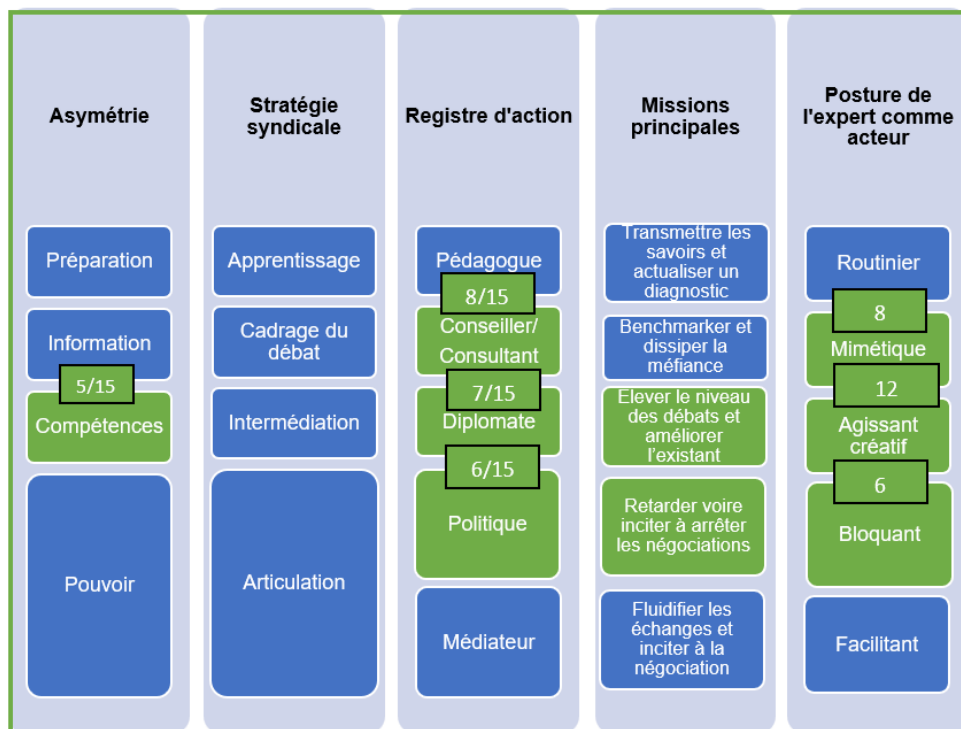 Asymétrie
Préparation
Information
5/15
Compétences
Pouvoir
Stratégie
syndicale
Apprentissage
Cadrage du
débat
Intermédiation
Articulation
Registre d'action
Pédagogue
8/15
Conseiller/
Consultant
7/15
Diplomate
6/15
Politique
Médiateur
Missions
principales
Transmettre les
savoirs et
actualiser un
diagnostic
Benchmarker et
dissiper la
méfiance
Elever le niveau
des débats et
améliorer
l'existant
Retarder voire
inciter à arrêter
les négociations
Fluidifier les
échanges et
inciter à la
négociation
Posture de
l'expert comme
acteur
Routinier
8
Mimétique
12
Agissant
créatif
6
Bloquant
Facilitant